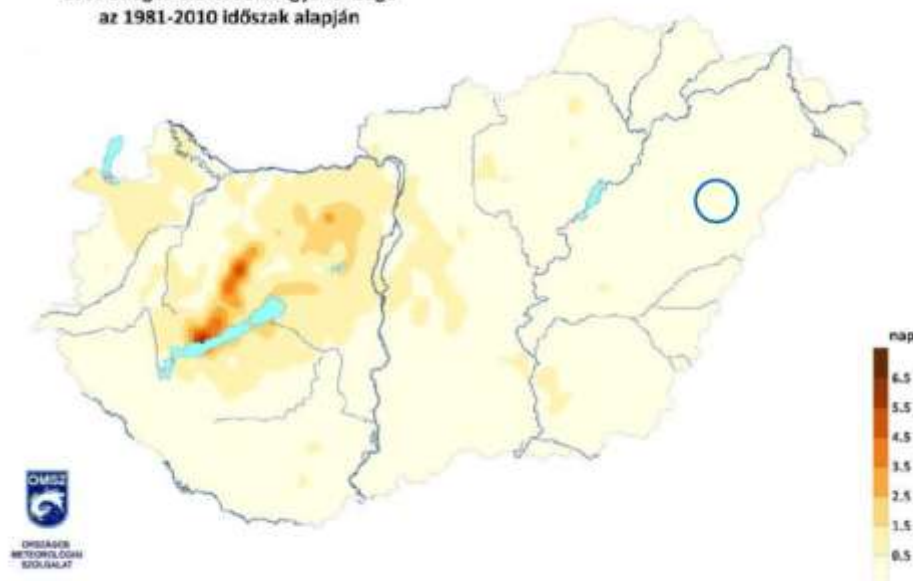 az 1981-2010 időszak alapján
nap
6.5
5.5
4.5
3.5
2.5
1.5
0.5
OMSZ
ORSZÁGOS
METEOROLÓGIAI
SZOLGÁLAT